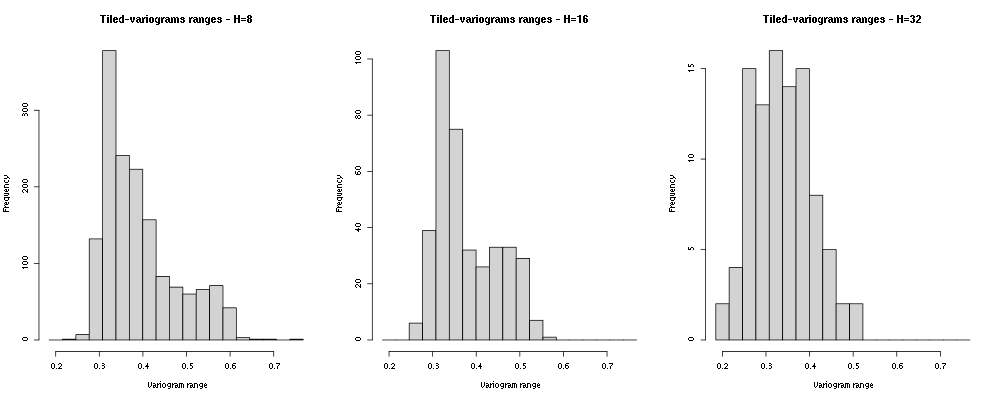 Tiled-variograms ranges - H=8
Frequency
0
100
200
300
0.2 0.3 0.4 0.5 0.6 0.7
Variogram range
Tiled-variograms ranges - H=16
Frequency
0
20
40
60
80
100
0.2 0.3 0.4 0.5 0.6 0.7
Variogram range
Tiled-variograms ranges - H=32
Frequency
0
5
10
15
0.2 0.3 0.4 0.5 0.6 0.7
Variogram range